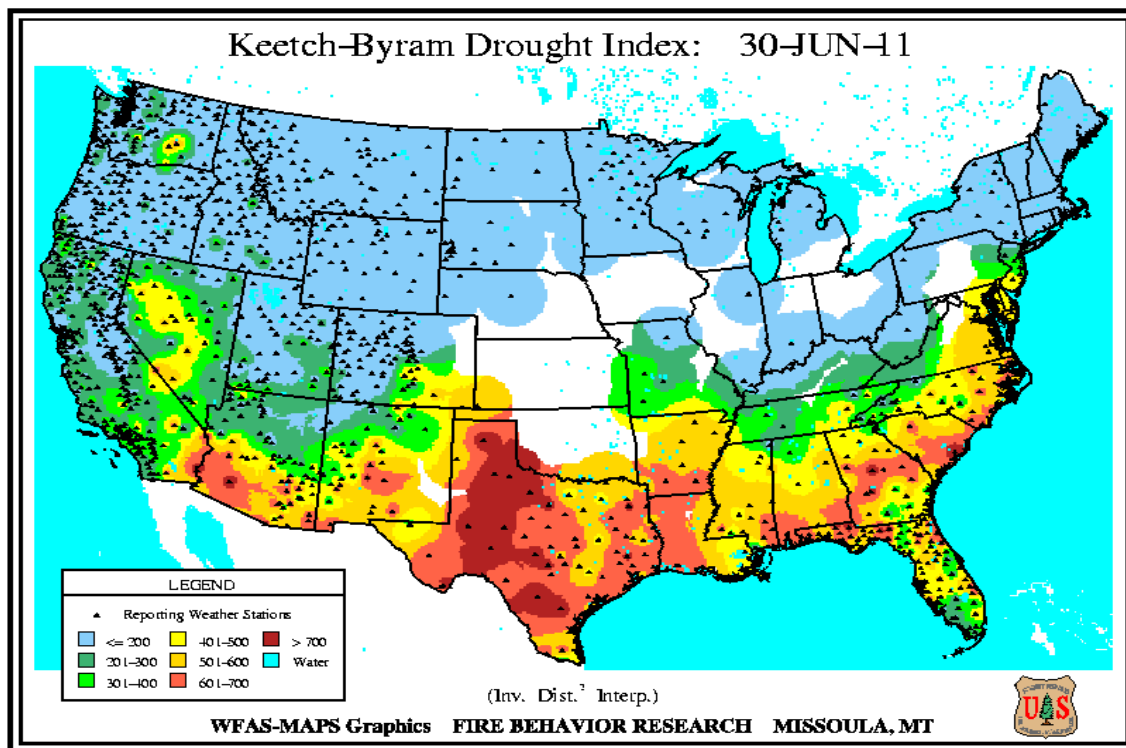 Keetch-Byram Drought Index: 30-JUN-11
LEGEND
Reporting Weather Stations
<= 200
201-300
301-400
401-500
501-600
601-700
> 700
Water
(Inv. Dist.² Interp.)
WFAS-MAPS Graphics FIRE BEHAVIOR RESEARCH MISSOULA, MT
U S